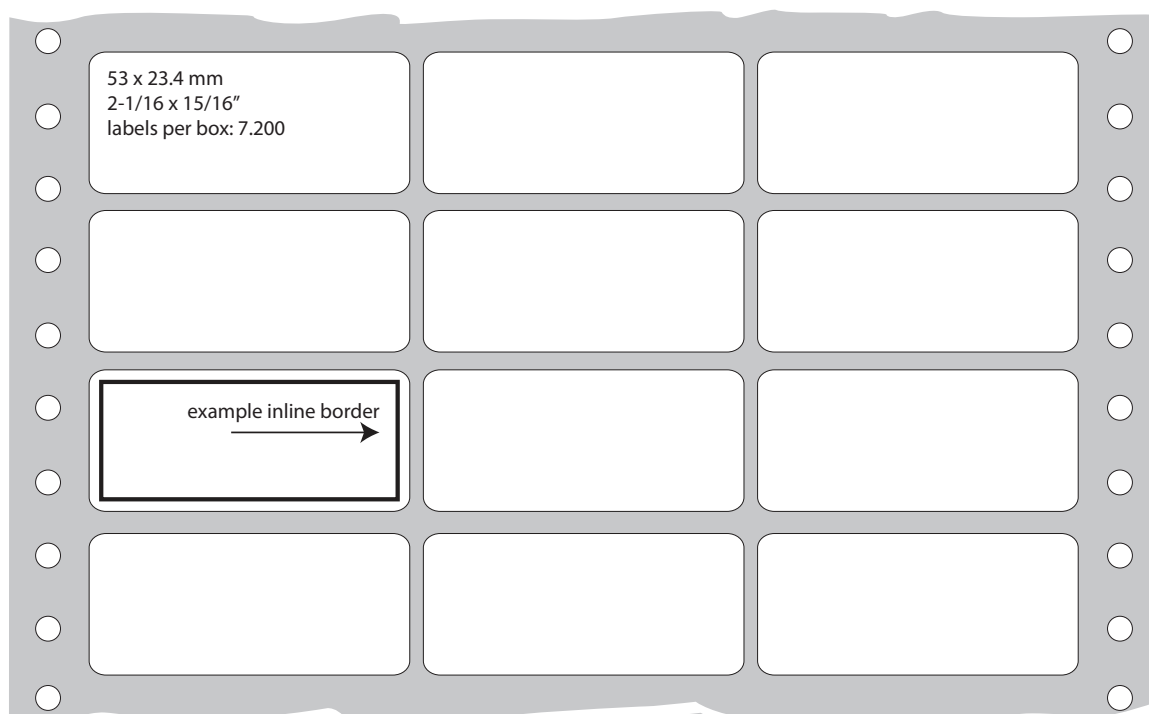 53 x 23.4 mm
2-1/16 x 15/16”
labels per box: 7.200
example inline border